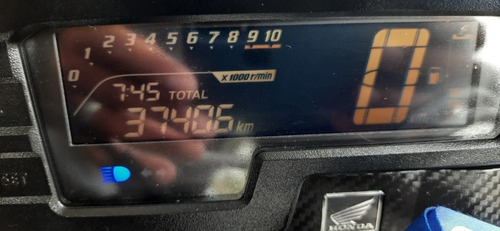 0 1 2 3 4 5 6 7 8 9 10
x 1000 r/min
7:45 TOTAL
37406 km
0
HONDA